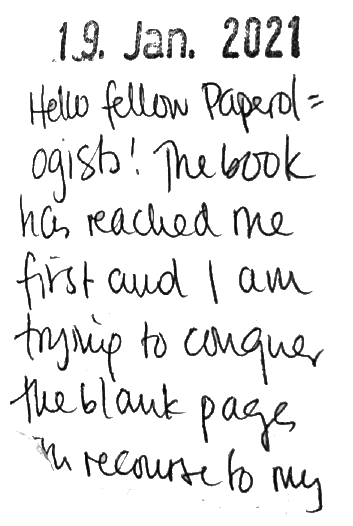 19. Jan. 2021
Hello fellow Paperol=
ogists! The book
has reached me
first and I am
trying to conquer
the blank pages
in recourse to my